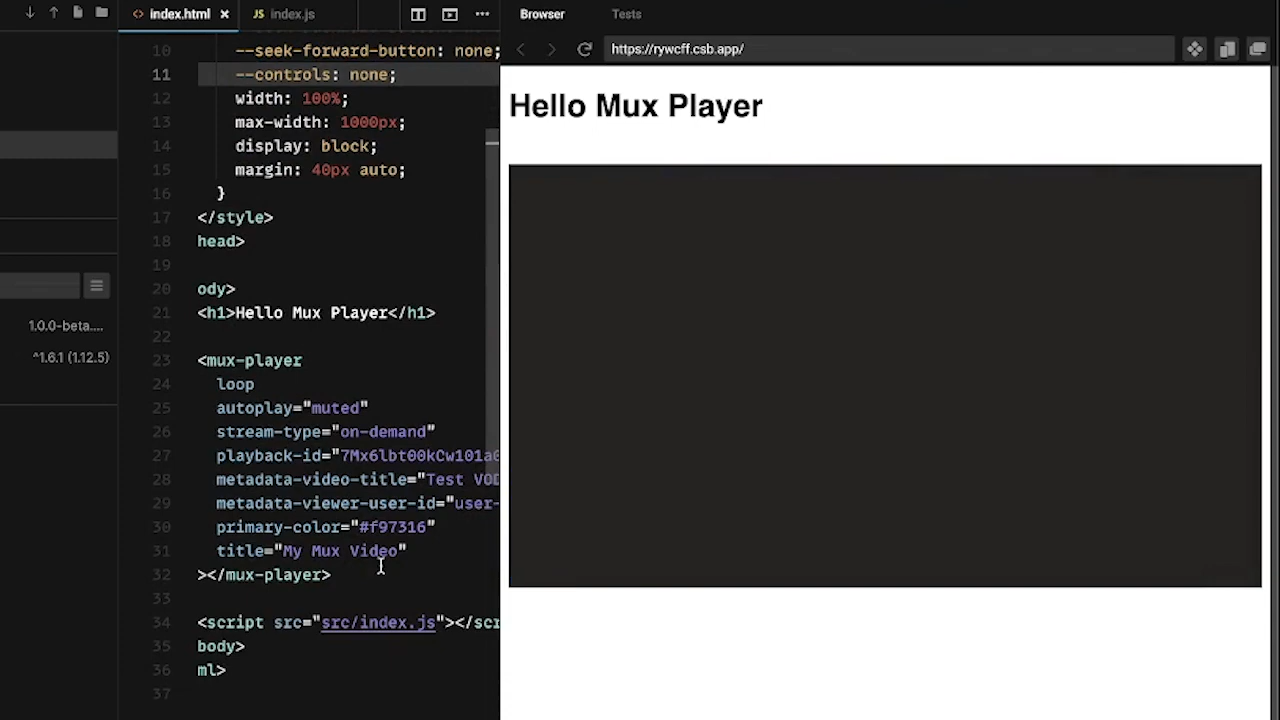 index.html
index.js
Browser
Tests
https://rywcff.csb.app/
1.0.0-beta....
^1.6.1 (1.12.5)
10 --seek-forward-button: none;
11 --controls: none;
12 width: 100%;
13 max-width: 1000px;
14 display: block;
15 margin: 40px auto;
16 }
17 </style>
18 head>
19
20 ody>
21 <h1>Hello Mux Player</h1>
22
23 <mux-player
24 loop
25 autoplay="muted"
26 stream-type="on-demand"
27 playback-id="7Mx6lbt00kCw101a
28 metadata-video-title="Test VOD
29 metadata-viewer-user-id="user-
30 primary-color="#f97316"
31 title="My Mux Video"
32 ></mux-player>
33
34 <script src="src/index.js"></scr
35 body>
36 ml>
37
Hello Mux Player